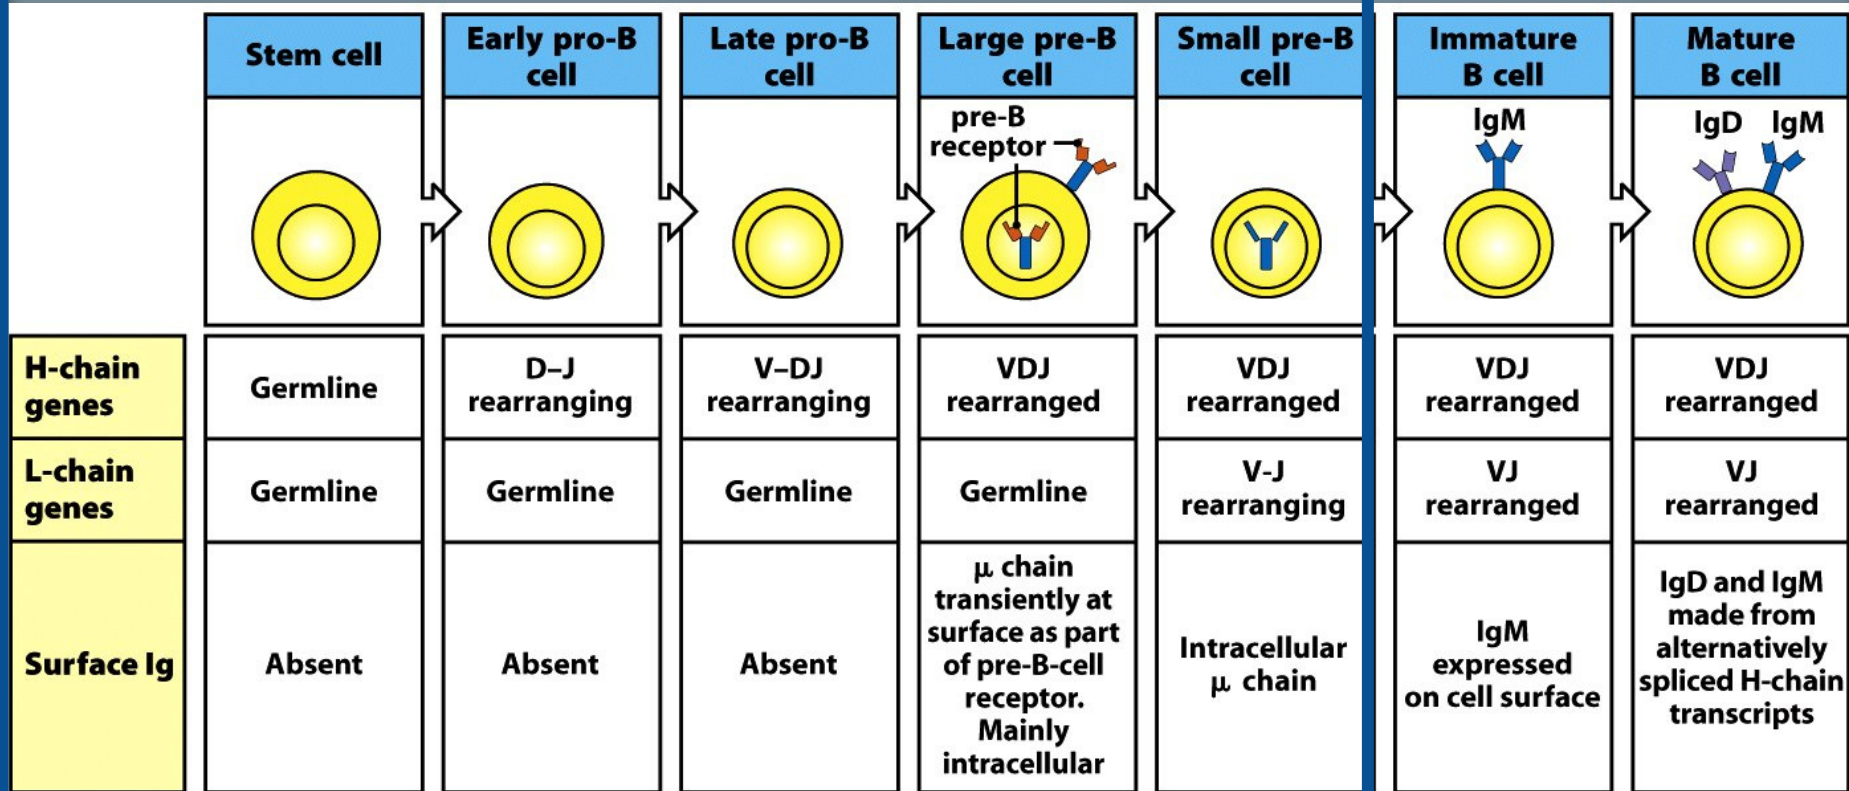 Stem cell
Early pro-B
cell
Late pro-B
cell
Large pre-B
cell
Small pre-B
cell
Immature
B cell
Mature
B cell
pre-B
receptor
IgM
IgD
IgM
H-chain
genes
Germline
D–J
rearranging
V–DJ
rearranging
VDJ
rearranged
VDJ
rearranged
VDJ
rearranged
VDJ
rearranged
L-chain
genes
Germline
Germline
Germline
Germline
V-J
rearranging
VJ
rearranged
VJ
rearranged
Surface Ig
Absent
Absent
Absent
μ chain
transiently at
surface as part
of pre-B-cell
receptor.
Mainly
intracellular
Intracellular
μ chain
IgM
expressed
on cell surface
IgD and IgM
made from
alternatively
spliced H-chain
transcripts